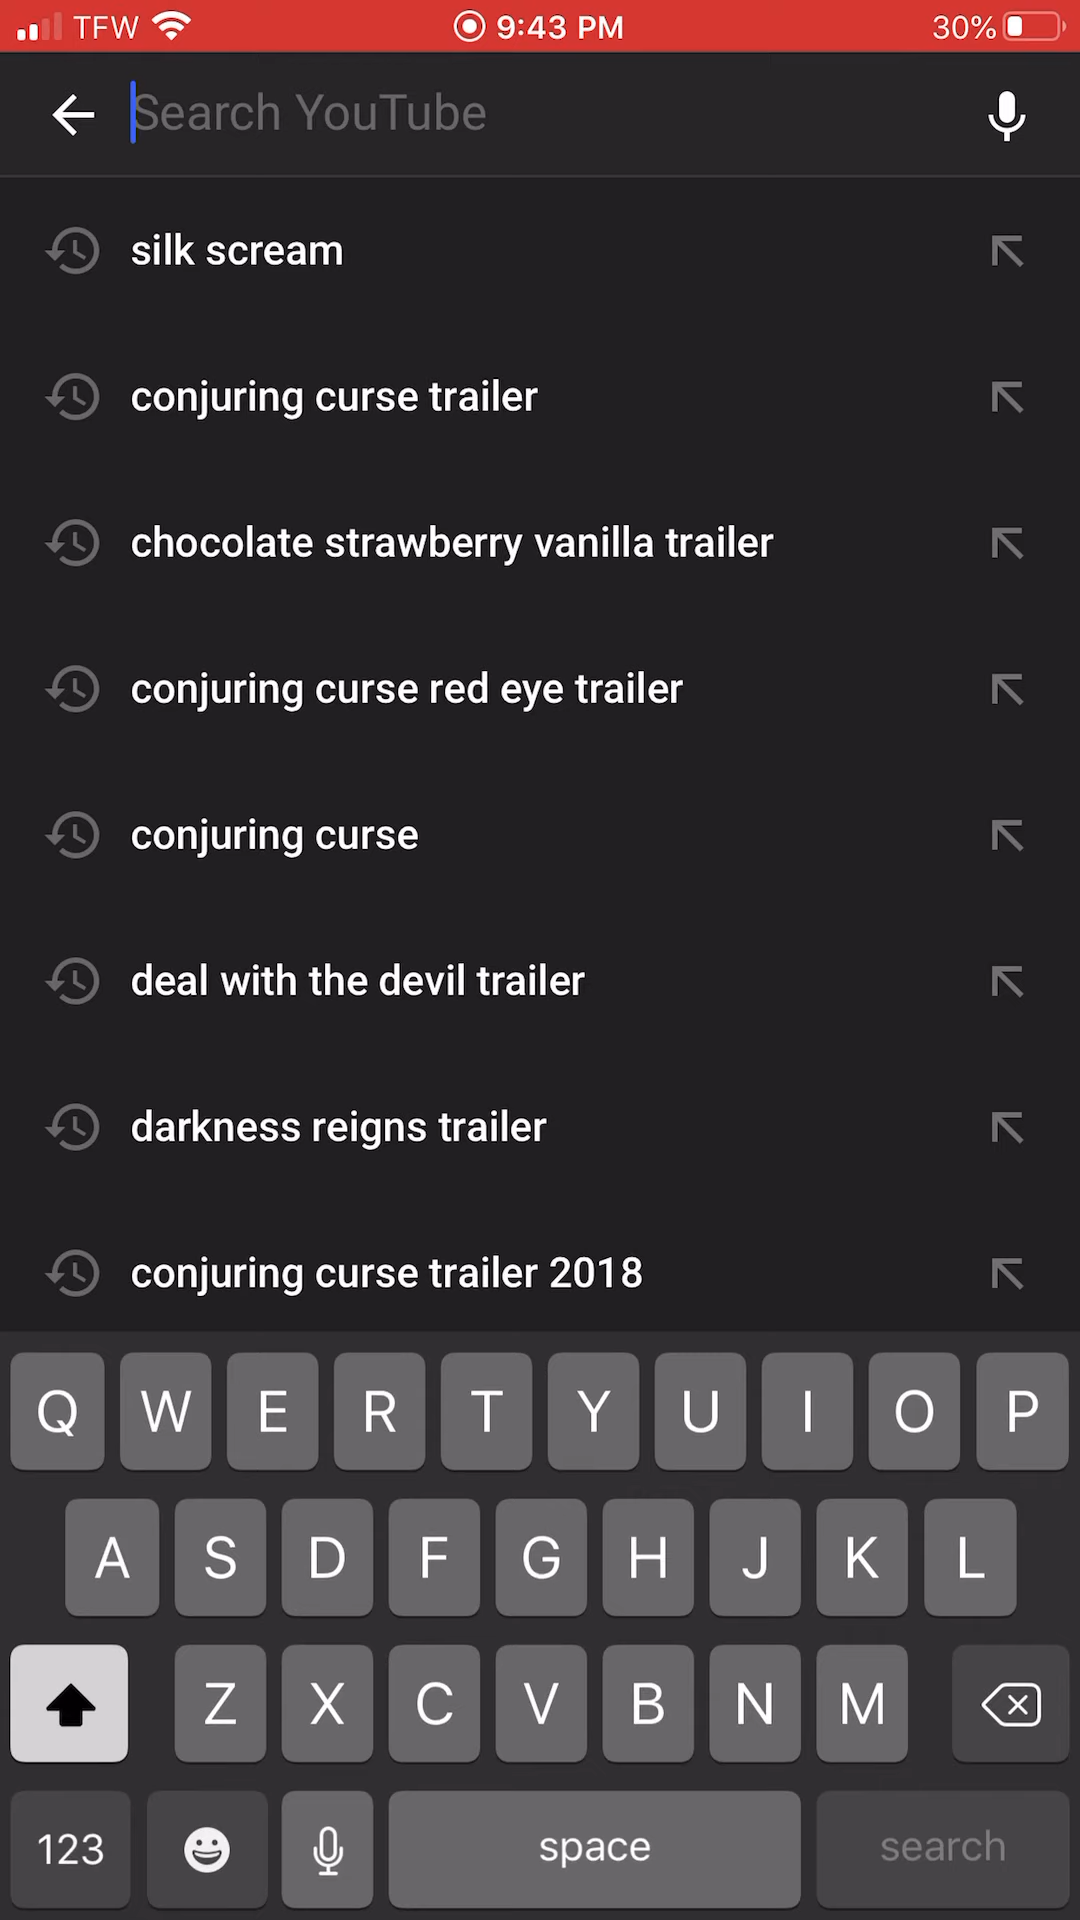 TFW 9:43 PM 30%
Search YouTube
silk scream
conjuring curse trailer
chocolate strawberry vanilla trailer
conjuring curse red eye trailer
conjuring curse
deal with the devil trailer
darkness reigns trailer
conjuring curse trailer 2018
Q W E R T Y U I O P
A S D F G H J K L
Z X C V B N M
123 space search